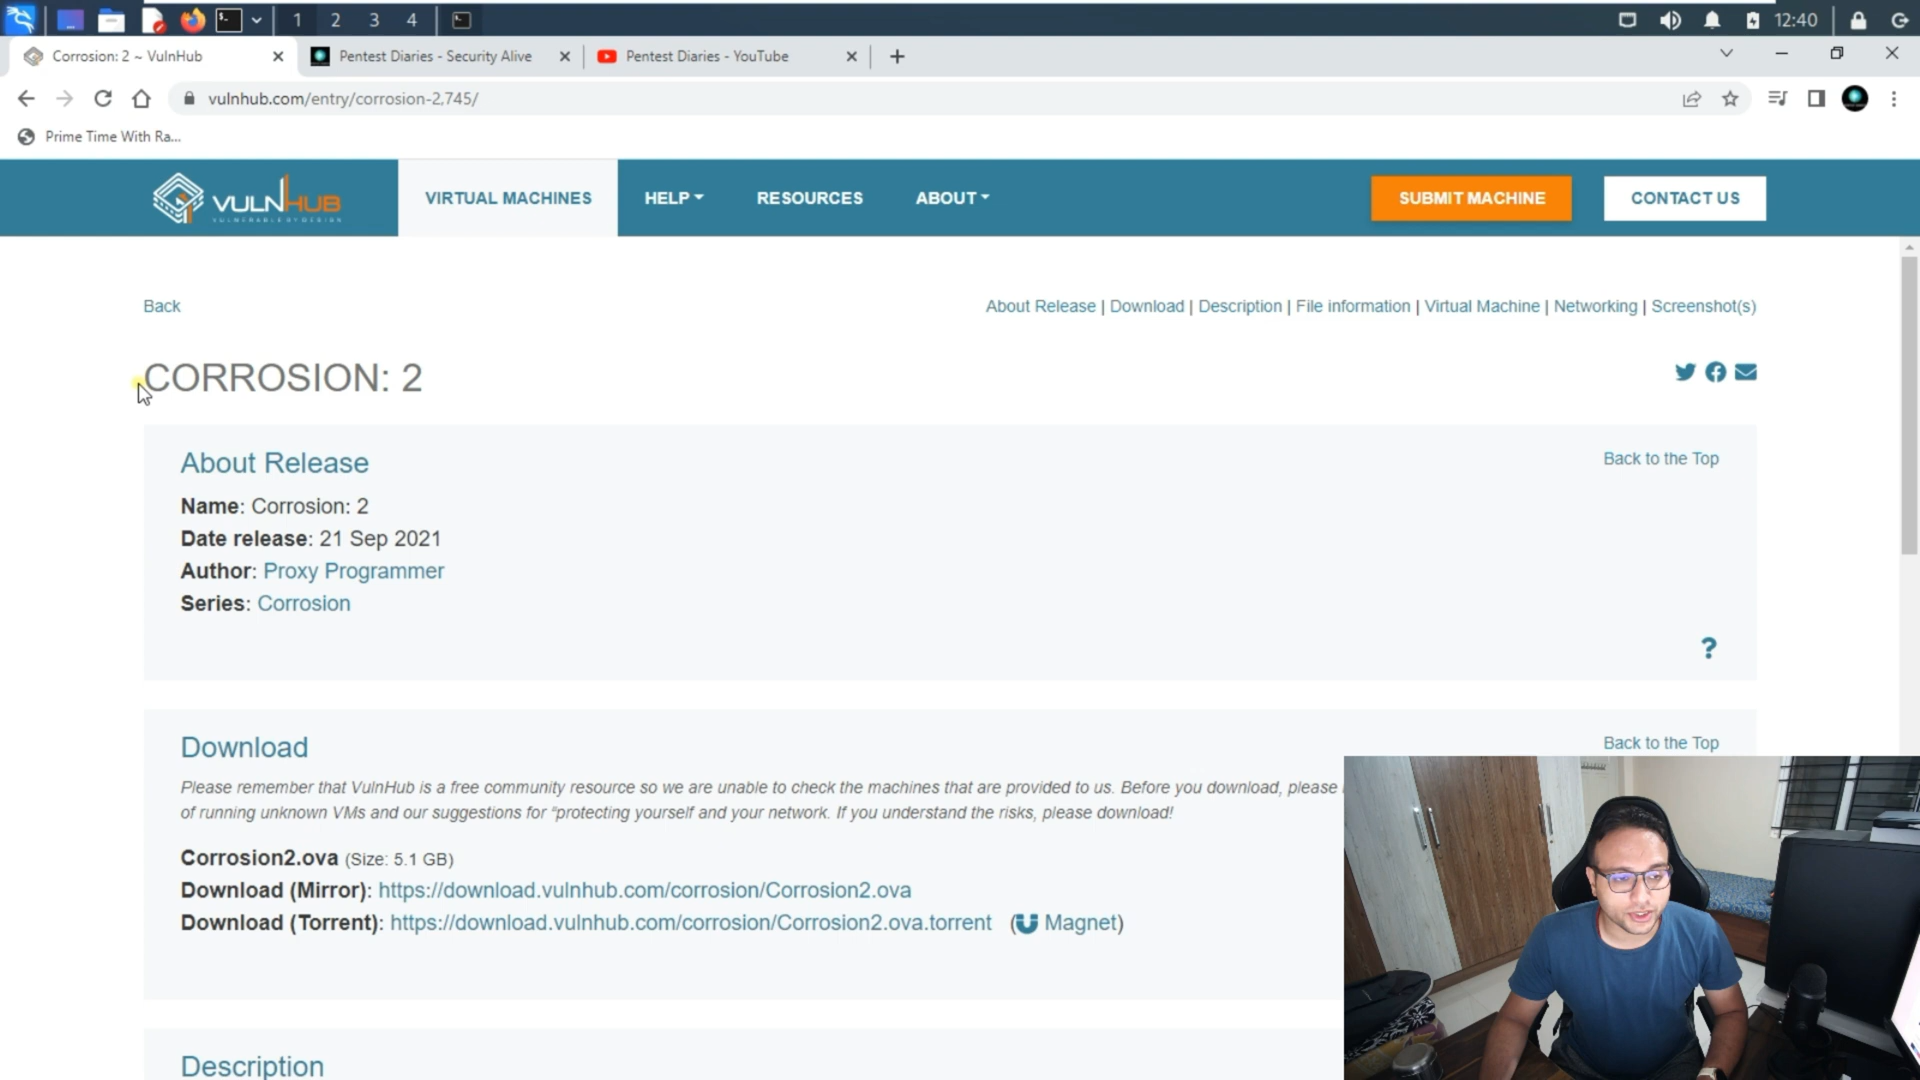 1 2 3 4 12:40
Corrosion: 2 ~ VulnHub Pentest Diaries - Security Alive Pentest Diaries - YouTube
vulnhub.com/entry/corrosion-2,745/
Prime Time With Ra...
VULNHUB VIRTUAL MACHINES HELP RESOURCES ABOUT SUBMIT MACHINE CONTACT US
VULNERABLE BY DESIGN
Back About Release | Download | Description | File information | Virtual Machine | Networking | Screenshot(s)
CORROSION: 2
About Release Back to the Top
Name: Corrosion: 2
Date release: 21 Sep 2021
Author: Proxy Programmer
Series: Corrosion
?
Download Back to the Top
Please remember that VulnHub is a free community resource so we are unable to check the machines that are provided to us. Before you download, please
of running unknown VMs and our suggestions for “protecting yourself and your network. If you understand the risks, please download!
Corrosion2.ova (Size: 5.1 GB)
Download (Mirror): https://download.vulnhub.com/corrosion/Corrosion2.ova
Download (Torrent): https://download.vulnhub.com/corrosion/Corrosion2.ova.torrent (Magnet)
Description